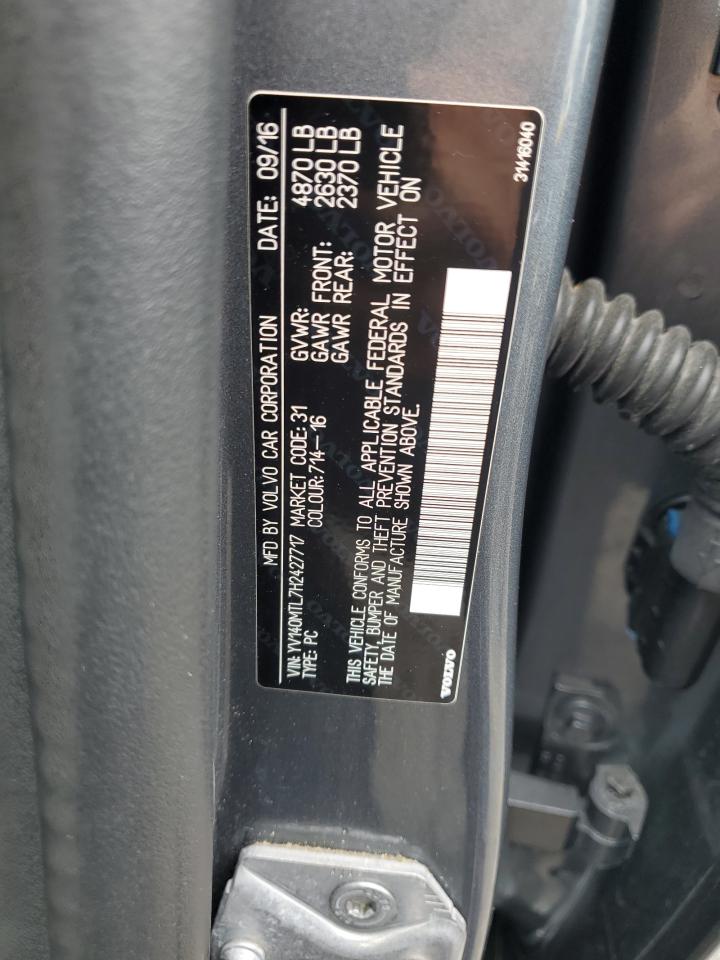 MFD BY VOLVO CAR CORPORATION DATE: 09/16
VIN: YV140MTL7H2427717 MARKET CODE: 31 GVWR: 4870 LB
TYPE: PC COLOUR: 714-16 GAWR FRONT: 2630 LB
GAWR REAR: 2370 LB
THIS VEHICLE CONFORMS TO ALL APPLICABLE FEDERAL MOTOR VEHICLE
SAFETY, BUMPER AND THEFT PREVENTION STANDARDS IN EFFECT ON
THE DATE OF MANUFACTURE SHOWN ABOVE.
VOLVO 31416040